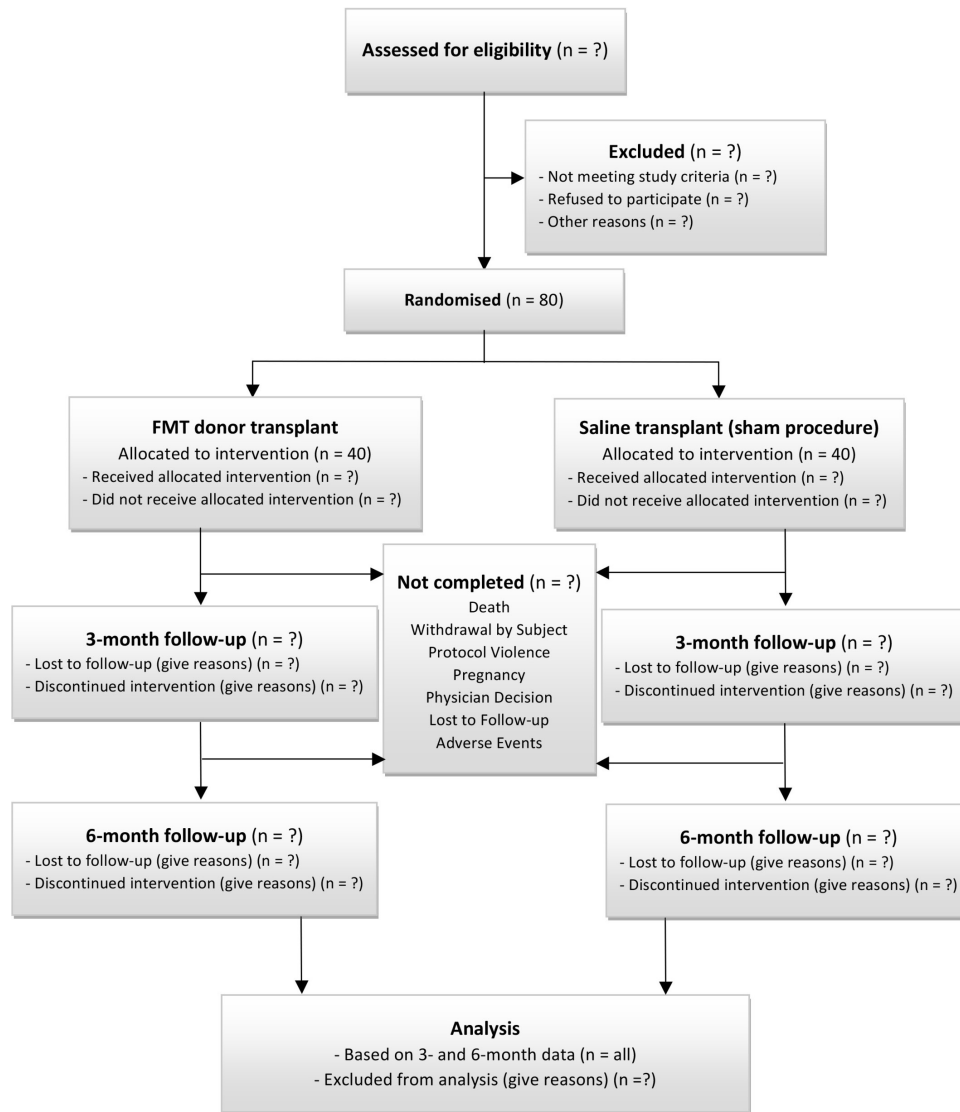 Assessed for eligibility (n = ?)
Excluded (n = ?)
- Not meeting study criteria (n = ?)
- Refused to participate (n = ?)
- Other reasons (n = ?)
Randomised (n = 80)
FMT donor transplant
Allocated to intervention (n = 40)
- Received allocated intervention (n = ?)
- Did not receive allocated intervention (n = ?)
Saline transplant (sham procedure)
Allocated to intervention (n = 40)
- Received allocated intervention (n = ?)
- Did not receive allocated intervention (n = ?)
Not completed (n = ?)
Death
Withdrawal by Subject
Protocol Violence
Pregnancy
Physician Decision
Lost to Follow-up
Adverse Events
3-month follow-up (n = ?)
- Lost to follow-up (give reasons) (n = ?)
- Discontinued intervention (give reasons) (n = ?)
3-month follow-up (n = ?)
- Lost to follow-up (give reasons) (n = ?)
- Discontinued intervention (give reasons) (n = ?)
6-month follow-up (n = ?)
- Lost to follow-up (give reasons) (n = ?)
- Discontinued intervention (give reasons) (n = ?)
6-month follow-up (n = ?)
- Lost to follow-up (give reasons) (n = ?)
- Discontinued intervention (give reasons) (n = ?)
Analysis
- Based on 3- and 6-month data (n = all)
- Excluded from analysis (give reasons) (n =?)